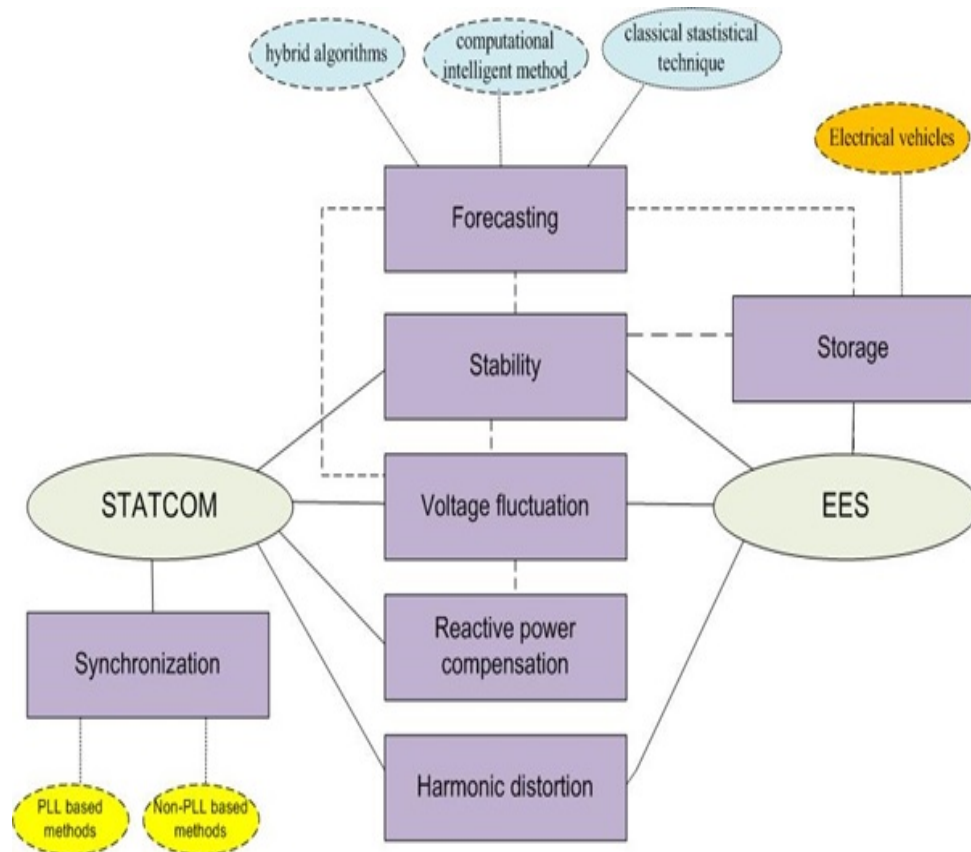 hybrid algorithms
computational
intelligent method
classical stastistical
technique
Electrical vehicles
Forecasting
Stability
Storage
STATCOM
Voltage fluctuation
EES
Reactive power
compensation
Synchronization
Harmonic distortion
PLL based
methods
Non-PLL based
methods